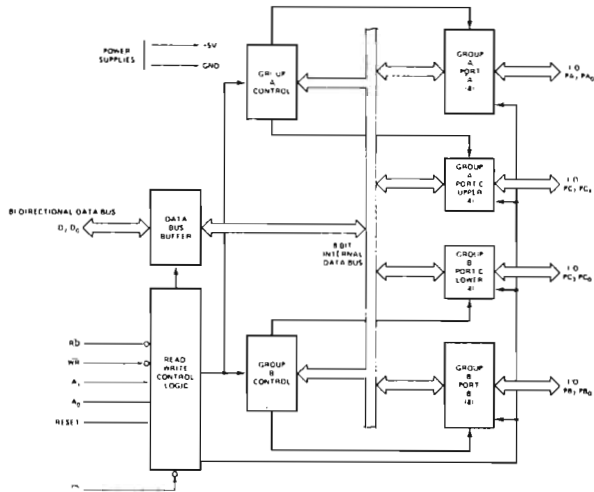 POWER
SUPPLIES
+5V
GND
GROUP
A
CONTROL
GROUP
A
PORT
A
(8)
I/O
PA7 PA0
GROUP
A
PORT C
UPPER
(4)
I/O
PC7 PC4
BI DIRECTIONAL DATA BUS
D7 D0
DATA
BUS
BUFFER
8 BIT
INTERNAL
DATA BUS
GROUP
B
PORT C
LOWER
(4)
I/O
PC3 PC0
RD
WR
A1
A0
RESET
READ
WRITE
CONTROL
LOGIC
GROUP
B
CONTROL
GROUP
B
PORT
B
(8)
I/O
PB7 PB0